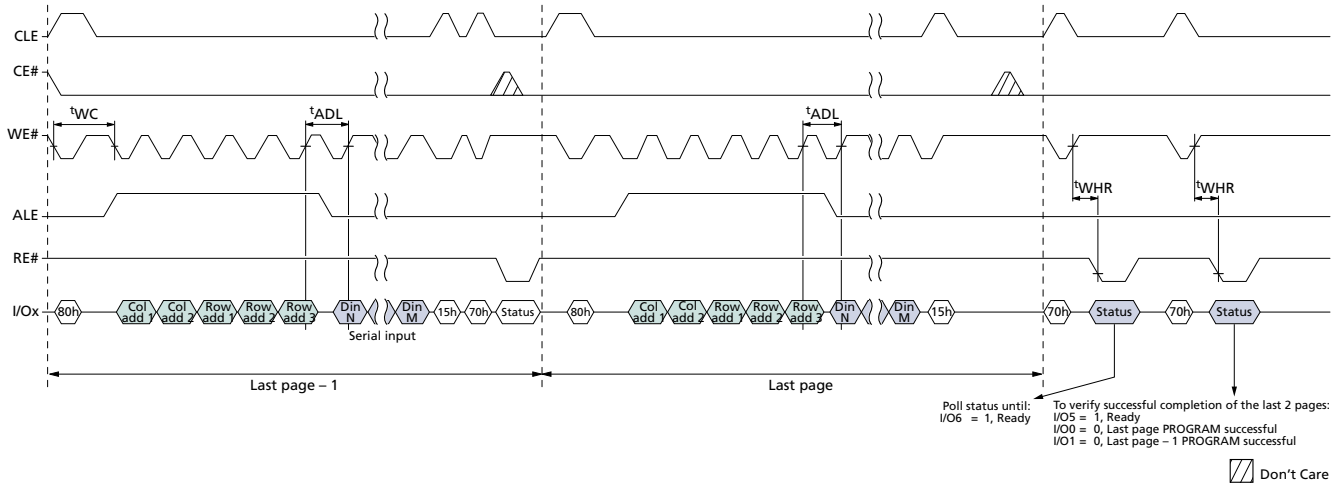 CLE
CE#
tWC
tADL
tADL
WE#
tWHR
tWHR
ALE
RE#
I/Ox
80h
Col add 1
Col add 2
Row add 1
Row add 2
Row add 3
Din N
Din M
15h
70h
Status
80h
Col add 1
Col add 2
Row add 1
Row add 2
Row add 3
Din N
Din M
15h
70h
Status
70h
Status
Serial input
Last page – 1
Last page
Poll status until:
I/O6 = 1, Ready
To verify successful completion of the last 2 pages:
I/O5 = 1, Ready
I/O0 = 0, Last page PROGRAM successful
I/O1 = 0, Last page – 1 PROGRAM successful
Don't Care